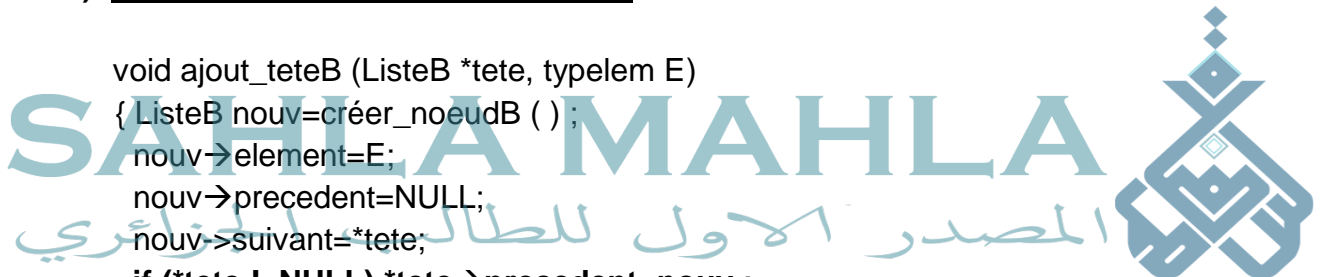 void ajout_teteB (ListeB *tete, typelem E)
{ ListeB nouv=créer_noeudB ( ) ;
nouv→element=E;
nouv→precedent=NULL;
nouv->suivant=*tete;
SAHLA MAHLA
المصدر الاول للطالب الجزائري